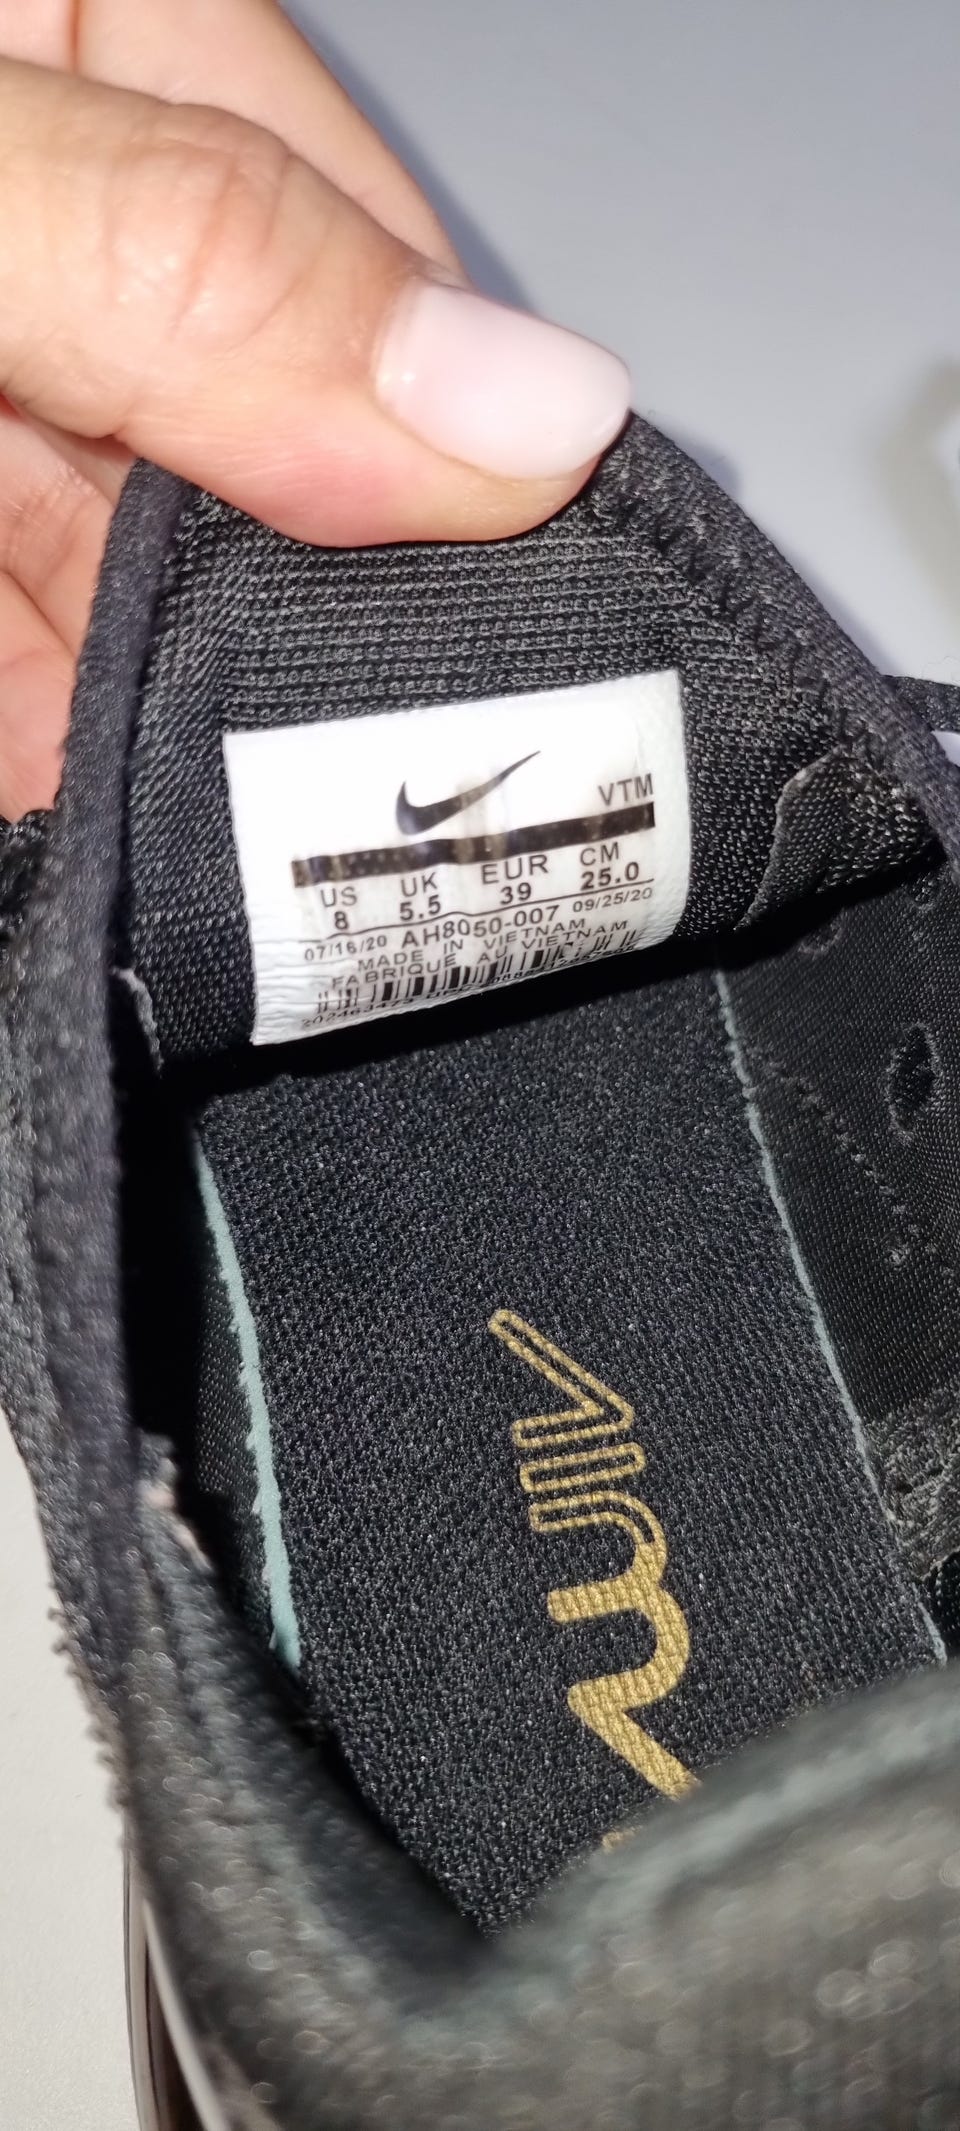 VTM
US UK EUR CM
8 5.5 39 25.0
07/16/20 AH8050-007 09/25/20
MADE IN VIETNAM
FABRIQUE AU VIETNAM
AIR